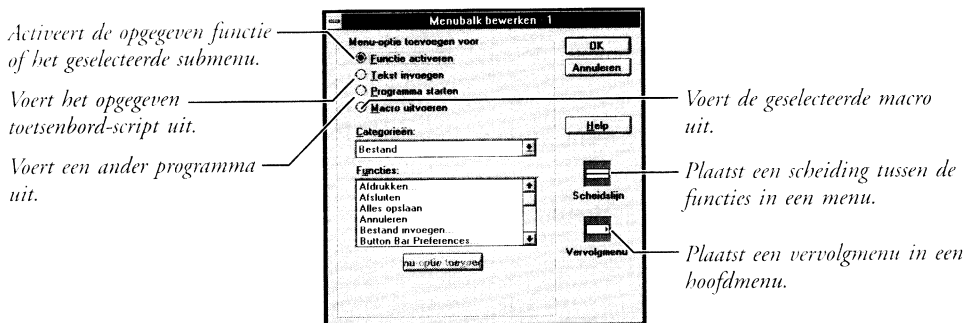 Activeert de opgegeven functie
of het geselecteerde submenu.
Voert het opgegeven
toetsenbord-script uit.
Voert een ander programma
uit.
Menubalk bewerken 1
Menu-optie toevoegen voor
Functie activeren
Tekst invoegen
Programma starten
Macro uitvoeren
Categorieën:
Bestand
Functies:
Afdrukken...
Afsluiten
Alles opslaan
Annuleren
Bestand invoegen...
Button Bar Preferences...
nu-optie toevoeg
OK
Annuleren
Help
Scheidslijn
Vervolgmenu
Voert de geselecteerde macro
uit.
Plaatst een scheiding tussen de
functies in een menu.
Plaatst een vervolgmenu in een
hoofdmenu.